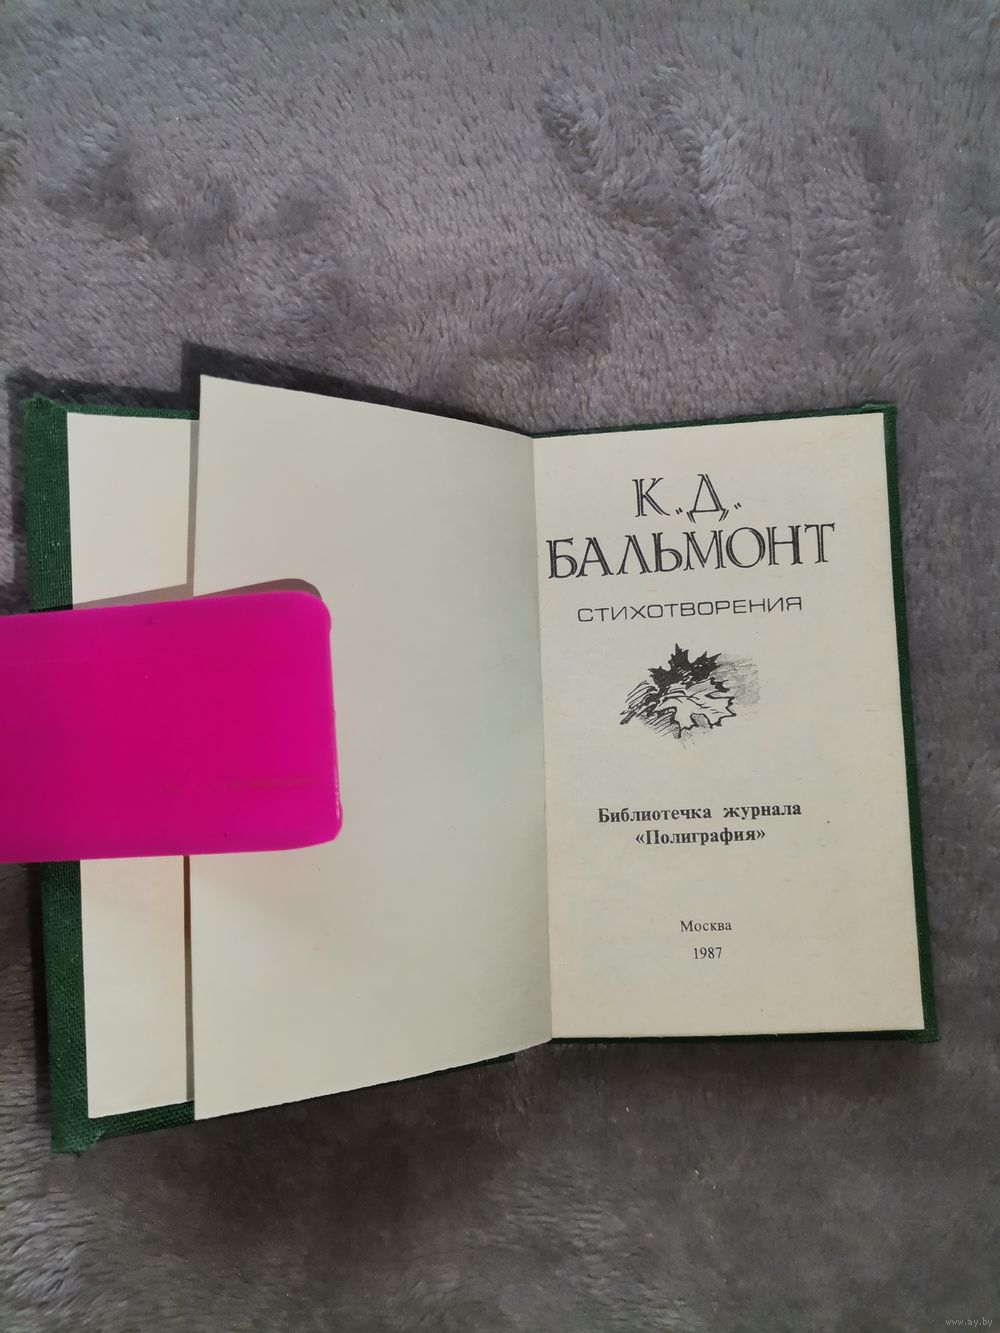 К. Д.
БАЛЬМОНТ
СТИХОТВОРЕНИЯ
Библиотечка журнала
«Полиграфия»
Москва
1987
www.ay.by